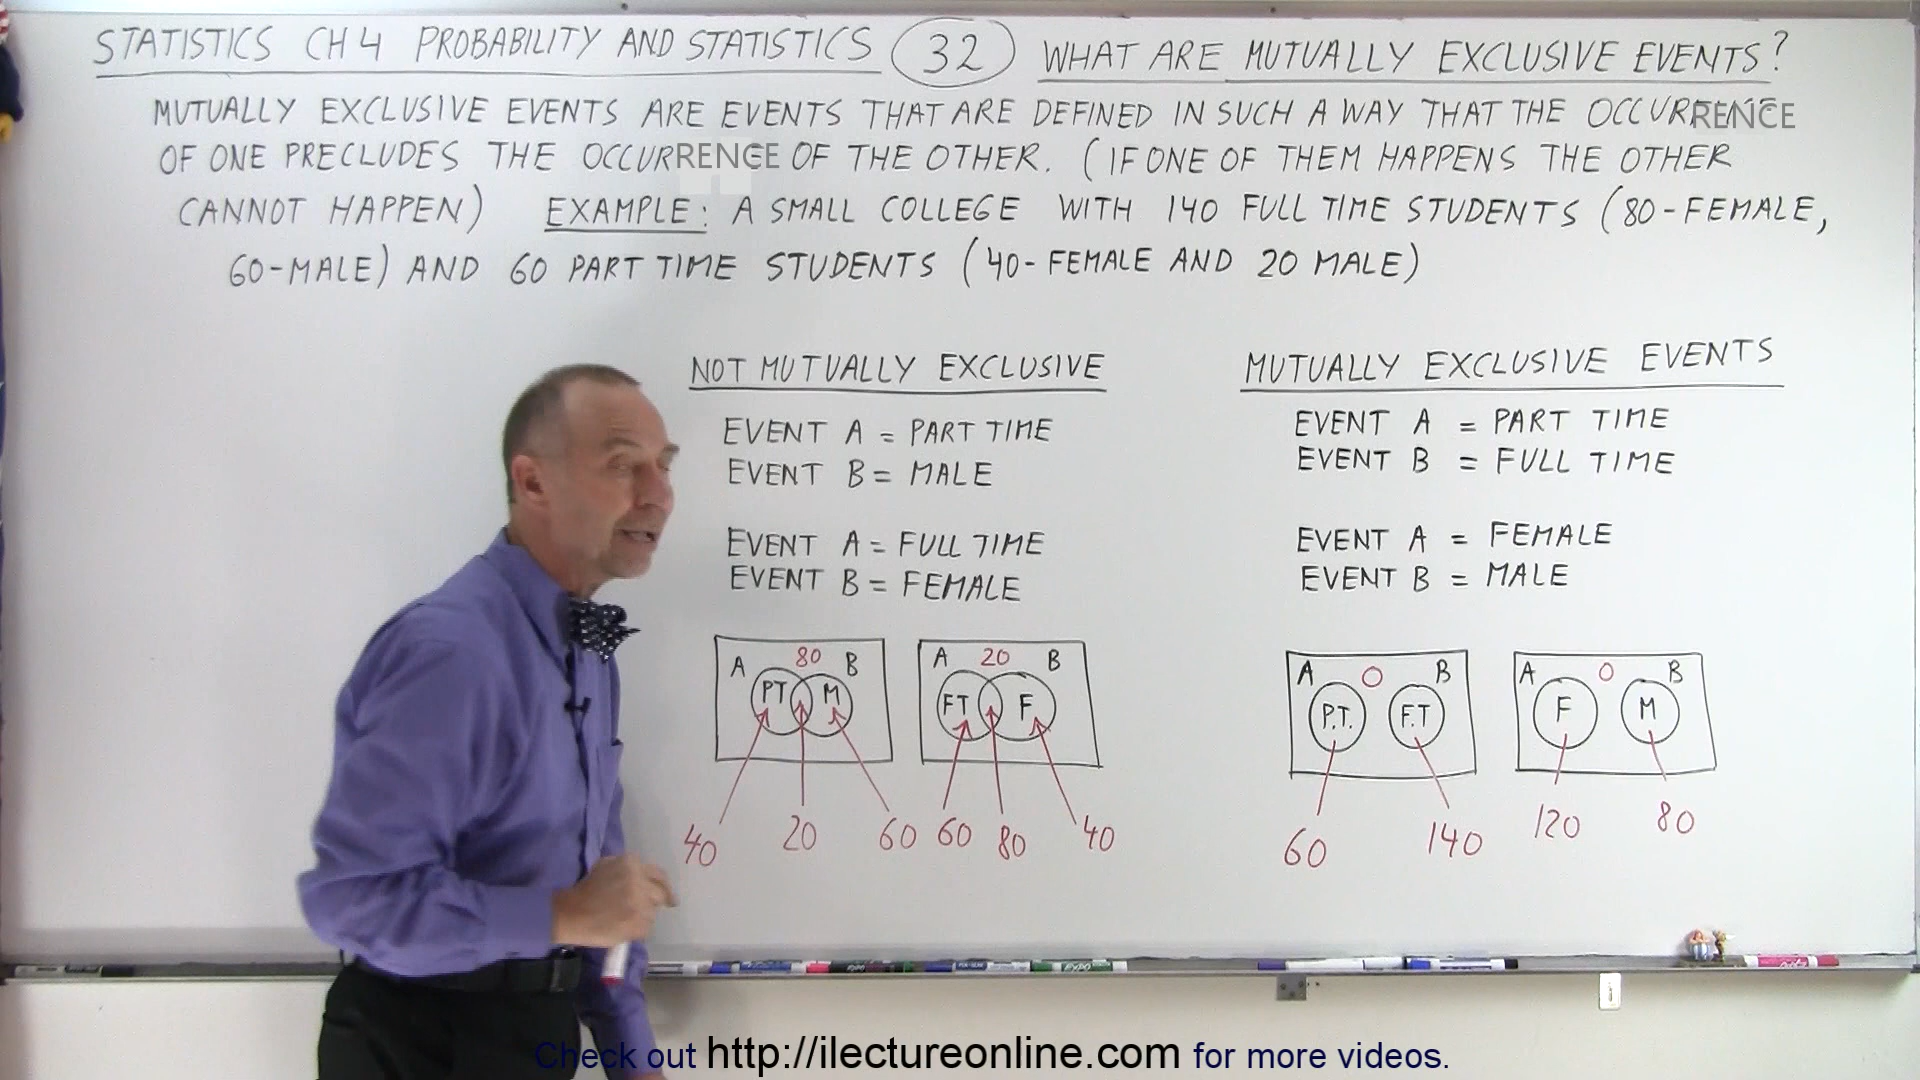 STATISTICS CH 4 PROBABILITY AND STATISTICS 32 WHAT ARE MUTUALLY EXCLUSIVE EVENTS?
MUTUALLY EXCLUSIVE EVENTS ARE EVENTS THAT ARE DEFINED IN SUCH A WAY THAT THE OCCURRENCE
OF ONE PRECLUDES THE OCCURRENCE OF THE OTHER. (IF ONE OF THEM HAPPENS THE OTHER
CANNOT HAPPEN) EXAMPLE: A SMALL COLLEGE WITH 140 FULL TIME STUDENTS (80-FEMALE,
60-MALE) AND 60 PART TIME STUDENTS (40-FEMALE AND 20 MALE)
NOT MUTUALLY EXCLUSIVE
EVENT A = PART TIME
EVENT B = MALE
EVENT A = FULL TIME
EVENT B = FEMALE
A 80 B
PT M
40 20 60
A 20 B
FT F
60 80 40
MUTUALLY EXCLUSIVE EVENTS
EVENT A = PART TIME
EVENT B = FULL TIME
EVENT A = FEMALE
EVENT B = MALE
A 0 B
P.T. F.T
60 140
A 0 B
F M
120 80
Check out http://ilectureonline.com for more videos.